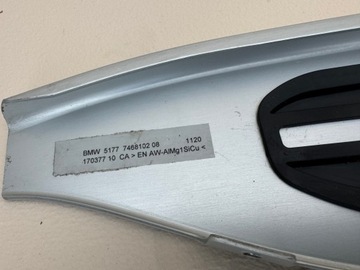 BMW 5177 7468102 08 1120
170377 10 CA > EN AW-AlMg1SiCu <